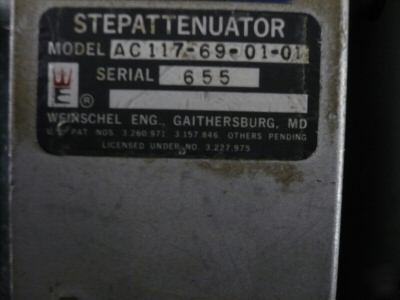 STEPATTENUATOR
MODEL AC117-69-01-01
SERIAL 655
®
WEINSCHEL ENG., GAITHERSBURG, MD
U.S. PAT. NOS. 3.260.971 3.157.846 OTHERS PENDING
LICENSED UNDER NO. 3.227.975